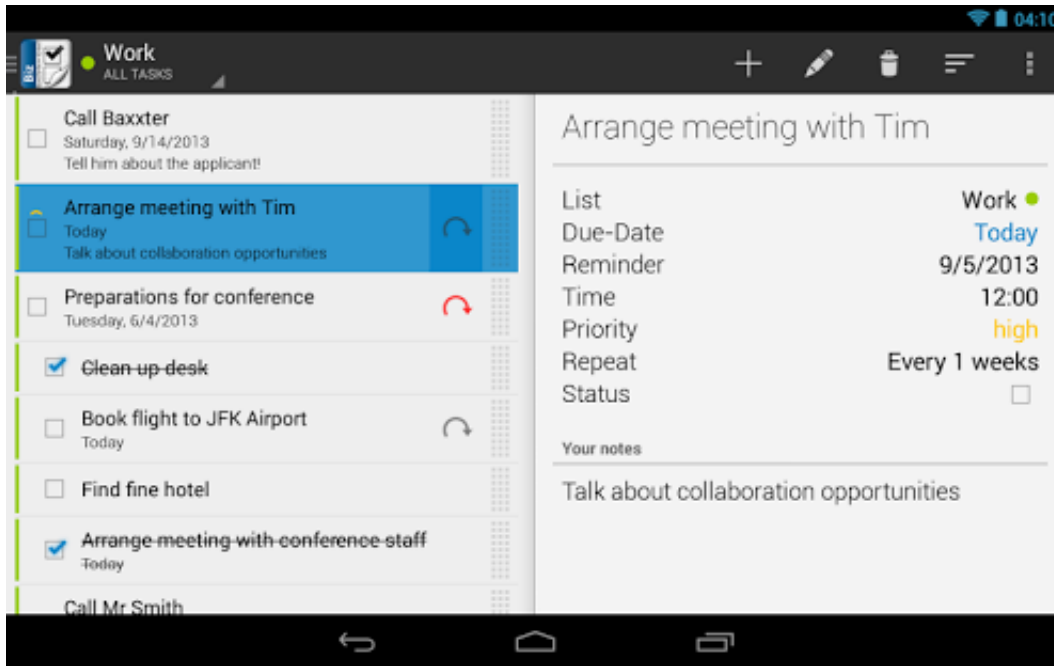 04:10
Biz
Work
ALL TASKS
Call Baxxter
Saturday, 9/14/2013
Tell him about the applicant!
Arrange meeting with Tim
Today
Talk about collaboration opportunities
Preparations for conference
Tuesday, 6/4/2013
Clean up desk
Book flight to JFK Airport
Today
Find fine hotel
Arrange meeting with conference staff
Today
Call Mr Smith
Arrange meeting with Tim
List Work
Due-Date Today
Reminder 9/5/2013
Time 12:00
Priority high
Repeat Every 1 weeks
Status
Your notes
Talk about collaboration opportunities